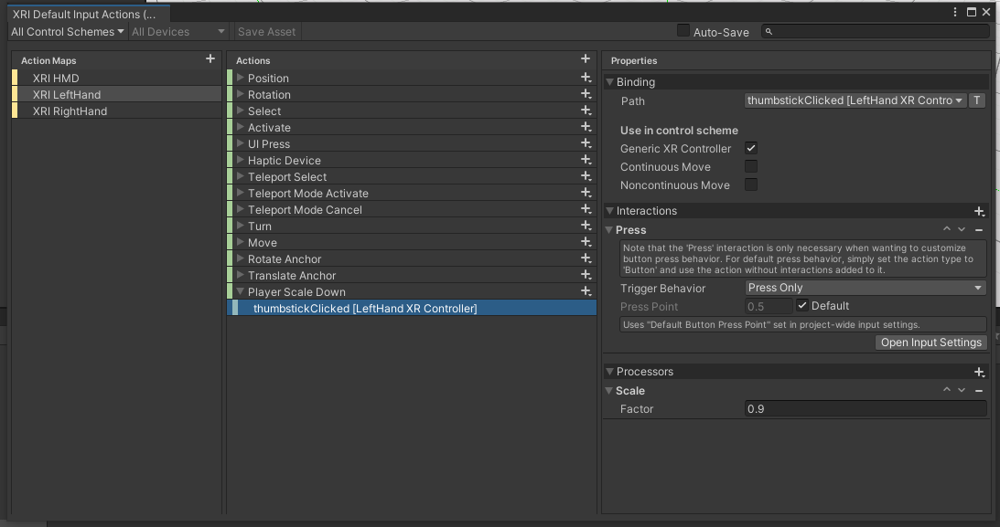 XRI Default Input Actions (...
All Control Schemes All Devices Save Asset Auto-Save
Action Maps +
XRI HMD
XRI LeftHand
XRI RightHand
Actions +
Position
Rotation
Select
Activate
UI Press
Haptic Device
Teleport Select
Teleport Mode Activate
Teleport Mode Cancel
Turn
Move
Rotate Anchor
Translate Anchor
Player Scale Down
thumbstickClicked [LeftHand XR Controller]
Properties
Binding
Path thumbstickClicked [LeftHand XR Contro T
Use in control scheme
Generic XR Controller
Continuous Move
Noncontinuous Move
Interactions
Press
Note that the 'Press' interaction is only necessary when wanting to customize
button press behavior. For default press behavior, simply set the action type to
'Button' and use the action without interactions added to it.
Trigger Behavior Press Only
Press Point 0.5 Default
Uses "Default Button Press Point" set in project-wide input settings.
Open Input Settings
Processors
Scale
Factor 0.9